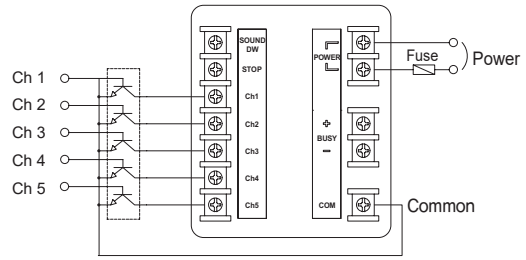 Ch 1
Ch 2
Ch 3
Ch 4
Ch 5
SOUND
DW
STOP
Ch1
Ch2
Ch3
Ch4
Ch5
POWER
+
BUSY
−
COM
Fuse
Power
Common